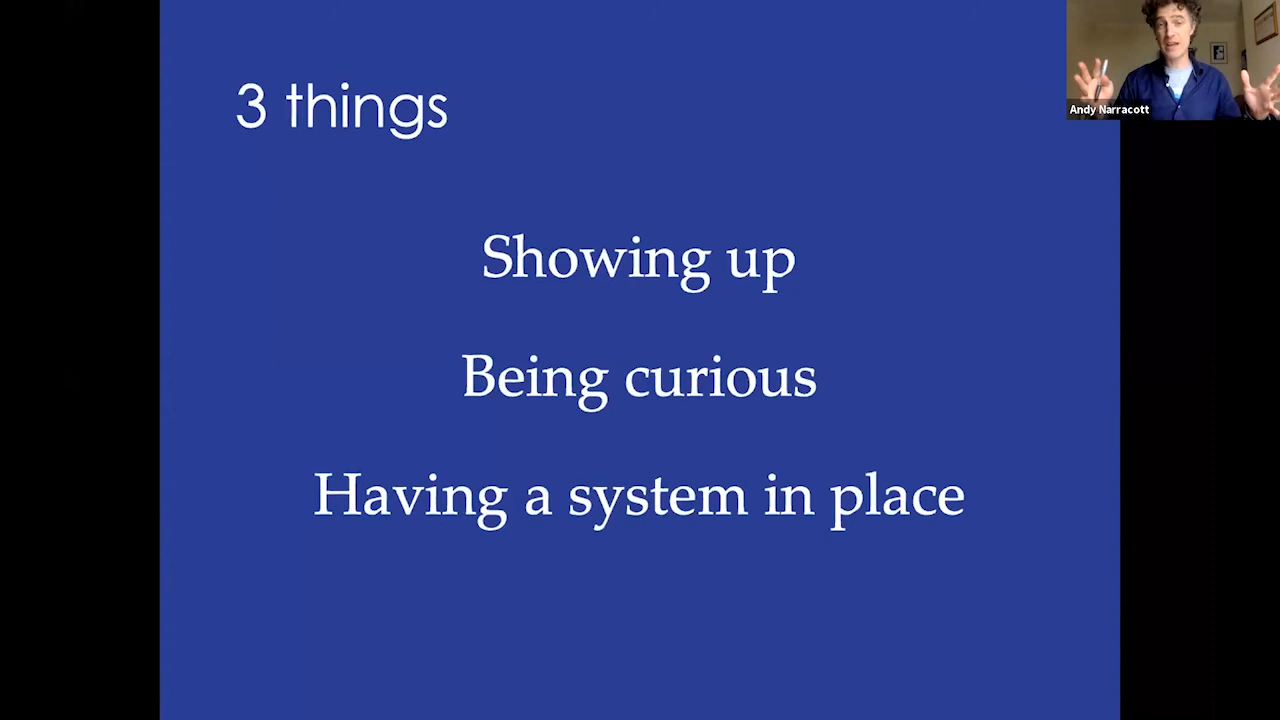 3 things
Andy Narracott
Showing up
Being curious
Having a system in place